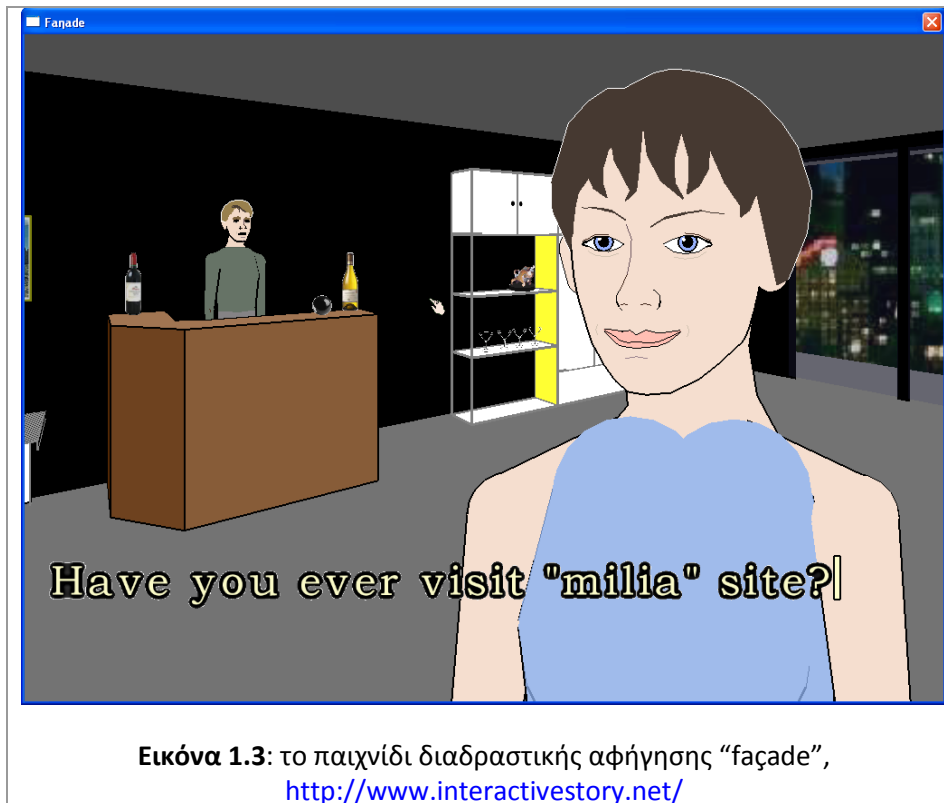 Façade
Have you ever visit "milia" site?
Εικόνα 1.3: το παιχνίδι διαδραστικής αφήγησης “façade”,
http://www.interactivestory.net/